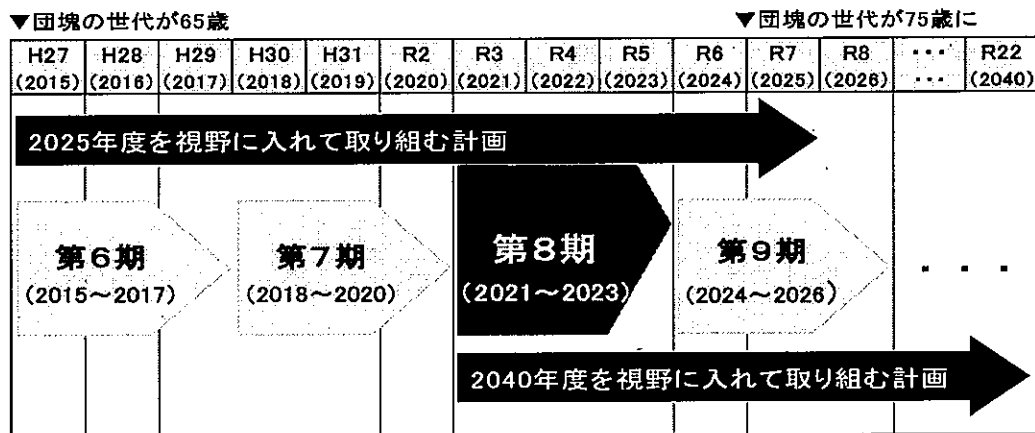 ▼団塊の世代が65歳 ▼団塊の世代が75歳に
H27 H28 H29 H30 H31 R2 R3 R4 R5 R6 R7 R8 ・・・ R22
(2015) (2016) (2017) (2018) (2019) (2020) (2021) (2022) (2023) (2024) (2025) (2026) ・・・ (2040)
2025年度を視野に入れて取り組む計画
第6期 第7期 第8期 第9期 ・・・
(2015～2017) (2018～2020) (2021～2023) (2024～2026)
2040年度を視野に入れて取り組む計画